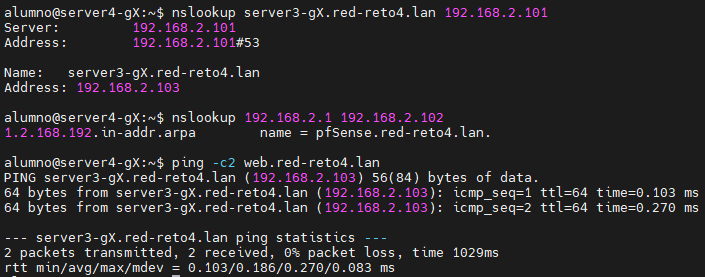 alumno@server4-gX:~$ nslookup server3-gX.red-reto4.lan 192.168.2.101
Server:         192.168.2.101
Address:        192.168.2.101#53

Name:   server3-gX.red-reto4.lan
Address: 192.168.2.103

alumno@server4-gX:~$ nslookup 192.168.2.1 192.168.2.102
1.2.168.192.in-addr.arpa        name = pfSense.red-reto4.lan.

alumno@server4-gX:~$ ping -c2 web.red-reto4.lan
PING server3-gX.red-reto4.lan (192.168.2.103) 56(84) bytes of data.
64 bytes from server3-gX.red-reto4.lan (192.168.2.103): icmp_seq=1 ttl=64 time=0.103 ms
64 bytes from server3-gX.red-reto4.lan (192.168.2.103): icmp_seq=2 ttl=64 time=0.270 ms

--- server3-gX.red-reto4.lan ping statistics ---
2 packets transmitted, 2 received, 0% packet loss, time 1029ms
rtt min/avg/max/mdev = 0.103/0.186/0.270/0.083 ms